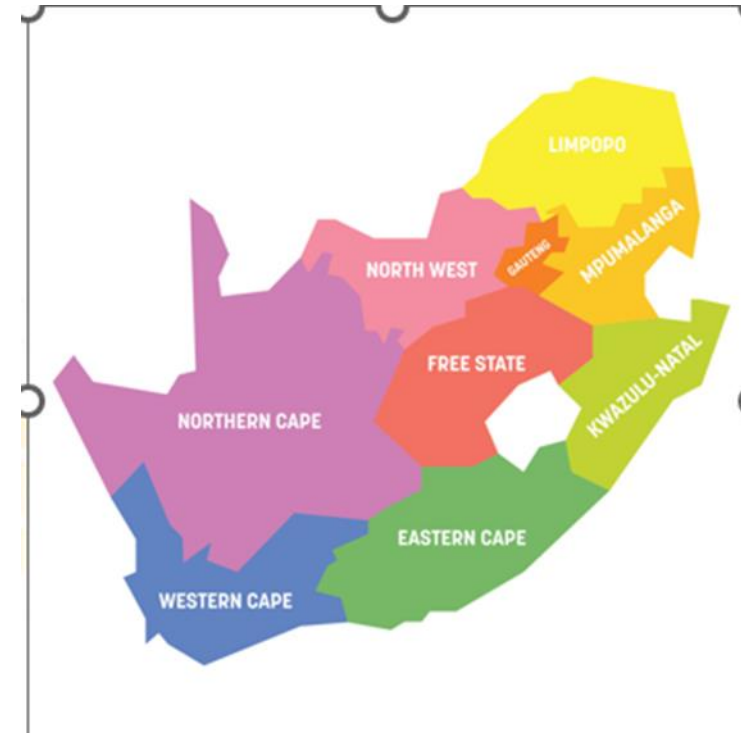 LIMPOPO
MPUMALANGA
GAUTENG
NORTH WEST
FREE STATE
KWAZULU-NATAL
NORTHERN CAPE
EASTERN CAPE
WESTERN CAPE